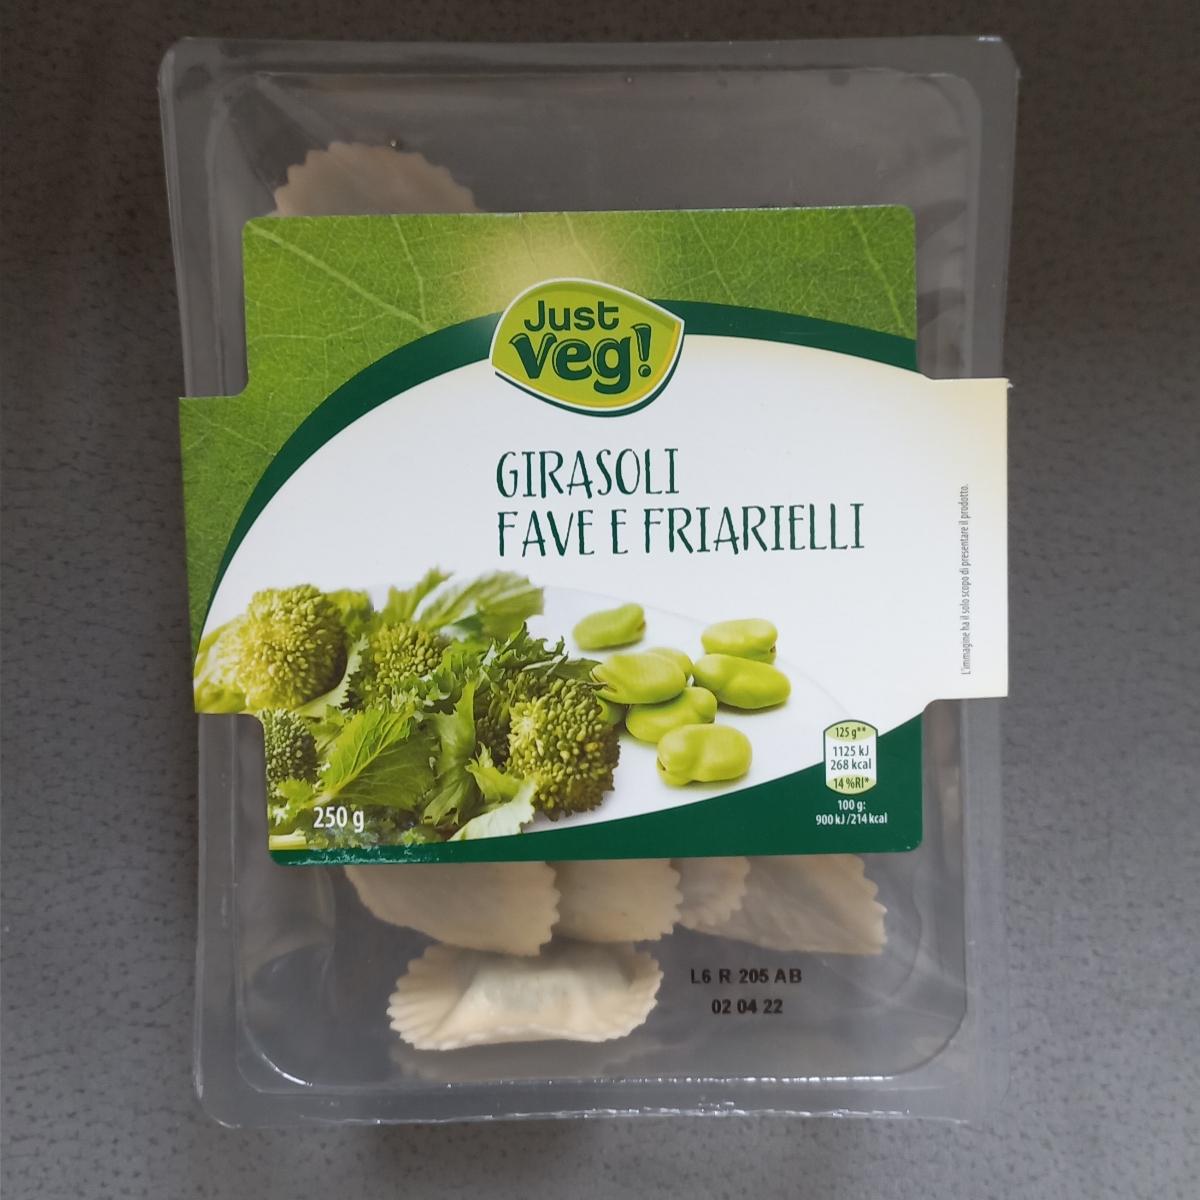 Just
Veg!
GIRASOLI
FAVE E FRIARIELLI
L'immagine ha il solo scopo di presentare il prodotto.
125 g**
1125 kJ
268 kcal
14 %RI*
100 g:
900 kJ/214 kcal
250 g
L6 R 205 AB
02 04 22